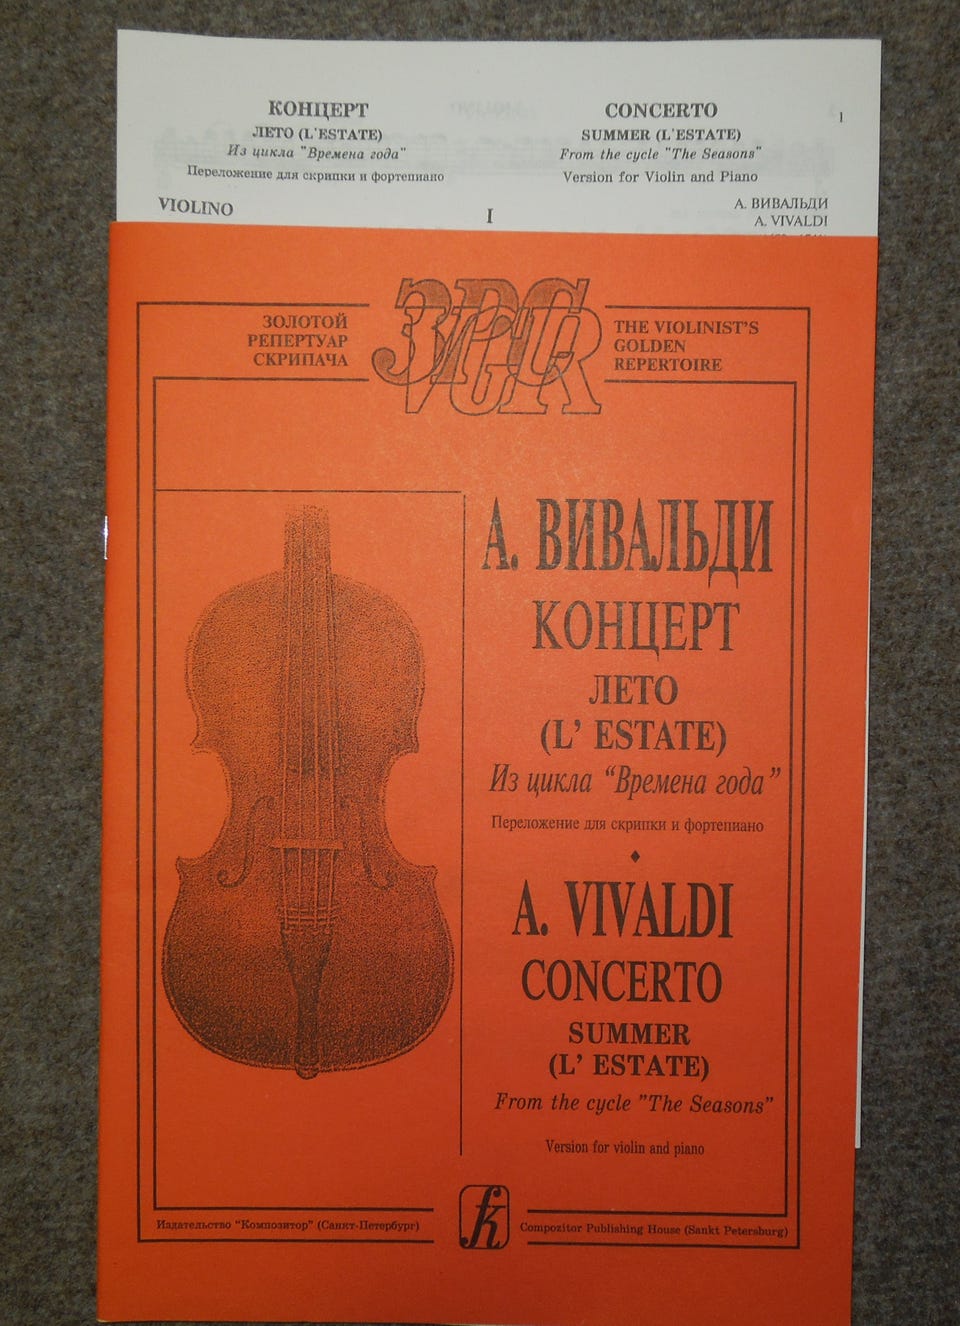 КОНЦЕРТ
ЛЕТО (L'ESTATE)
Из цикла "Времена года"
Переложение для скрипки и фортепиано
CONCERTO
SUMMER (L'ESTATE)
From the cycle "The Seasons"
Version for Violin and Piano
1
VIOLINO
I
А. ВИВАЛЬДИ
A. VIVALDI
ЗОЛОТОЙ
РЕПЕРТУАР
СКРИПАЧА
ЗРС
VGR
THE VIOLINIST'S
GOLDEN
REPERTOIRE
А. ВИВАЛЬДИ
КОНЦЕРТ
ЛЕТО
(L' ESTATE)
Из цикла “Времена года”
Переложение для скрипки и фортепиано
A. VIVALDI
CONCERTO
SUMMER
(L' ESTATE)
From the cycle "The Seasons"
Version for violin and piano
Издательство "Композитор" (Санкт-Петербург)
Compozitor Publishing House (Sankt Petersburg)